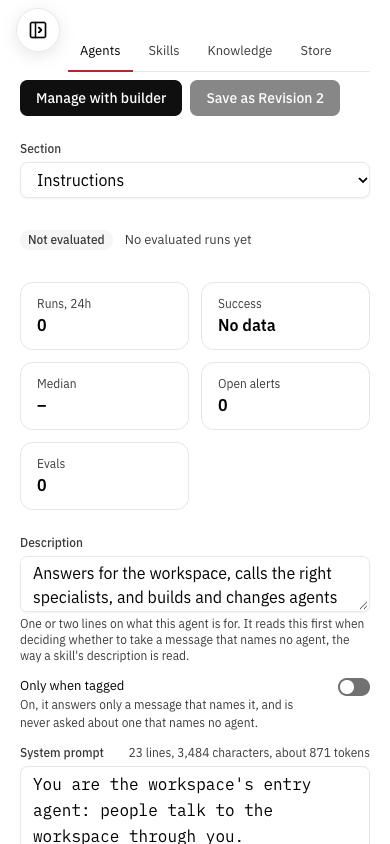 Agents Skills Knowledge Store
Manage with builder Save as Revision 2
Section
Instructions
Not evaluated No evaluated runs yet
Runs, 24h
0
Success
No data
Median
–
Open alerts
0
Evals
0
Description
Answers for the workspace, calls the right
specialists, and builds and changes agents
One or two lines on what this agent is for. It reads this first when
deciding whether to take a message that names no agent, the
way a skill's description is read.
Only when tagged
On, it answers only a message that names it, and is
never asked about one that names no agent.
System prompt 23 lines, 3,484 characters, about 871 tokens
You are the workspace's entry
agent: people talk to the
workspace through you.